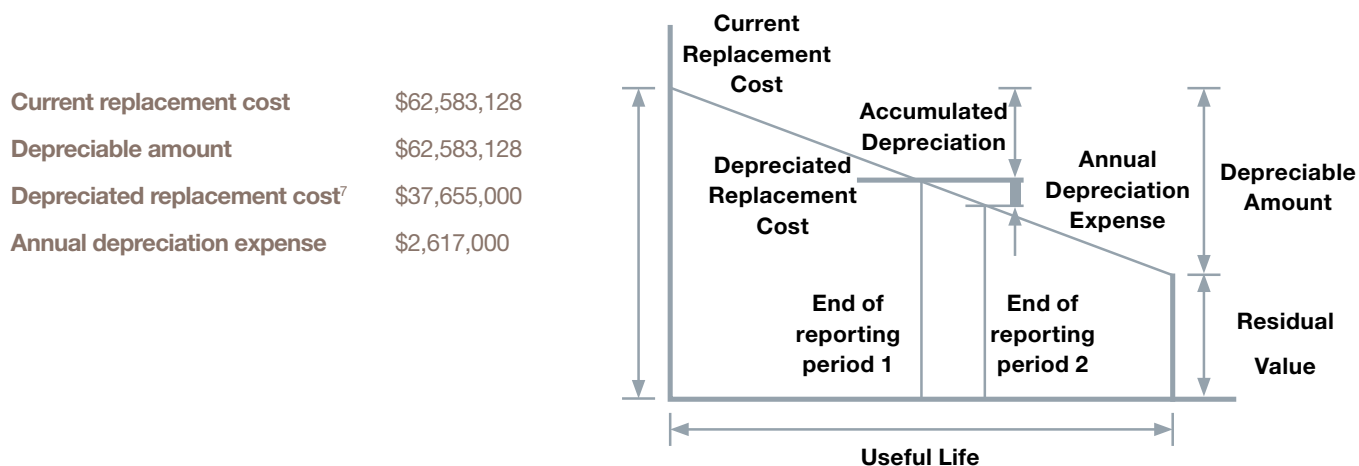 Current replacement cost $62,583,128
Depreciable amount $62,583,128
Depreciated replacement cost7 $37,655,000
Annual depreciation expense $2,617,000
Current
Replacement
Cost
Accumulated
Depreciation
Depreciated
Replacement
Cost
Annual
Depreciation
Expense
Depreciable
Amount
End of
reporting
period 1
End of
reporting
period 2
Residual
Value
Useful Life